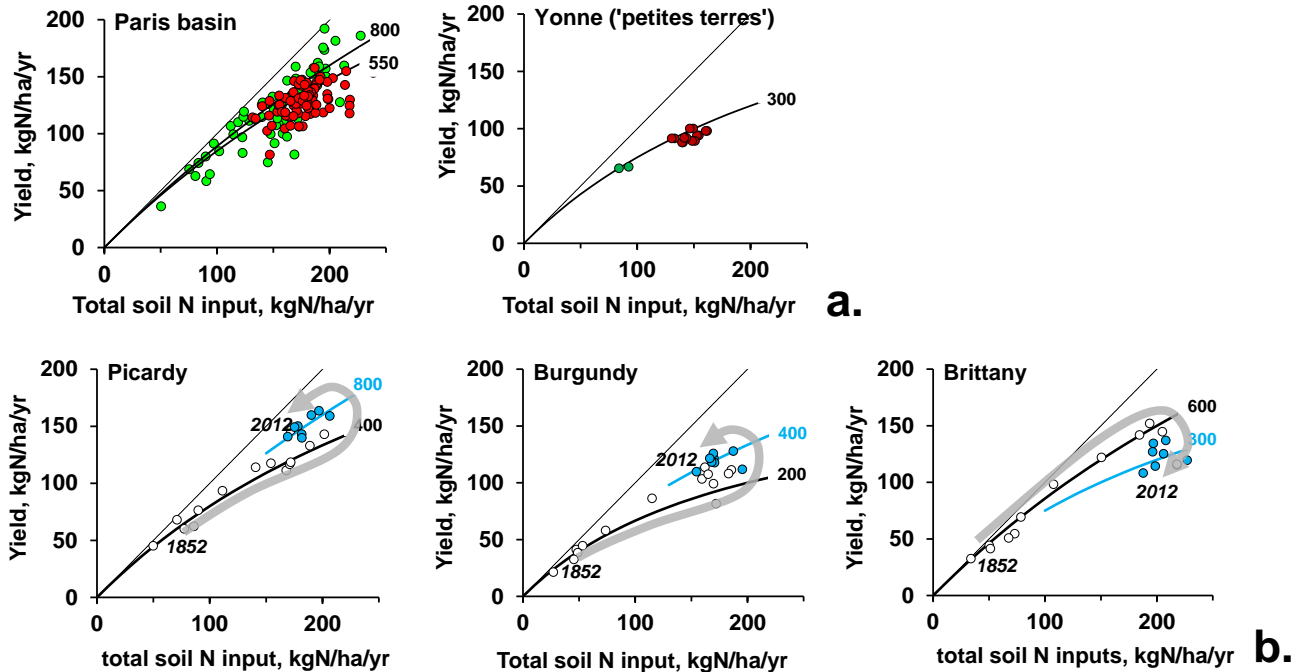 Paris basin
Yield, kgN/ha/yr
200
150
100
50
0
800
550
0 100 200
Total soil N input, kgN/ha/yr
Yonne ('petites terres')
Yield, kgN/ha/yr
200
150
100
50
0
300
100 200
Total soil N input, kgN/ha/yr
a.
Picardy
Yield, kgN/ha/yr
200
150
100
50
0
800
2012
400
1852
0 100 200
total soil N input, kgN/ha/yr
Burgundy
Yield, kgN/ha/yr
200
150
100
50
0
400
2012
200
1852
0 100 200
Total soil N input, kgN/ha/yr
Brittany
Yield, kgN/ha/yr
200
150
100
50
0
600
300
2012
1852
0 100 200
total soil N inputs, kgN/ha/yr
b.